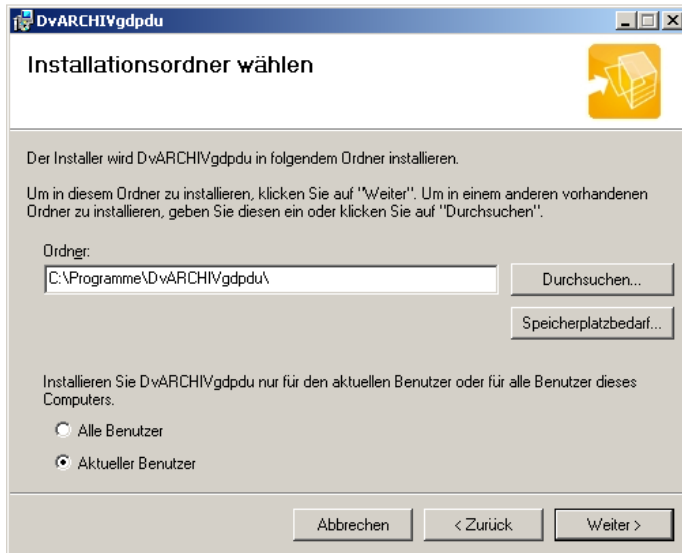 DvARCHIVgdpdu
Installationsordner wählen
Der Installer wird DvARCHIVgdpdu in folgendem Ordner installieren.
Um in diesem Ordner zu installieren, klicken Sie auf "Weiter". Um in einem anderen vorhandenen
Ordner zu installieren, geben Sie diesen ein oder klicken Sie auf "Durchsuchen".
Ordner:
C:\Programme\DvARCHIVgdpdu\
Durchsuchen...
Speicherplatzbedarf...
Installieren Sie DvARCHIVgdpdu nur für den aktuellen Benutzer oder für alle Benutzer dieses
Computers.
Alle Benutzer
Aktueller Benutzer
Abbrechen
< Zurück
Weiter >